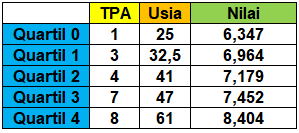 TPA Usia Nilai
Quartil 0 1 25 6,347
Quartil 1 3 32,5 6,964
Quartil 2 4 41 7,179
Quartil 3 7 47 7,452
Quartil 4 8 61 8,404